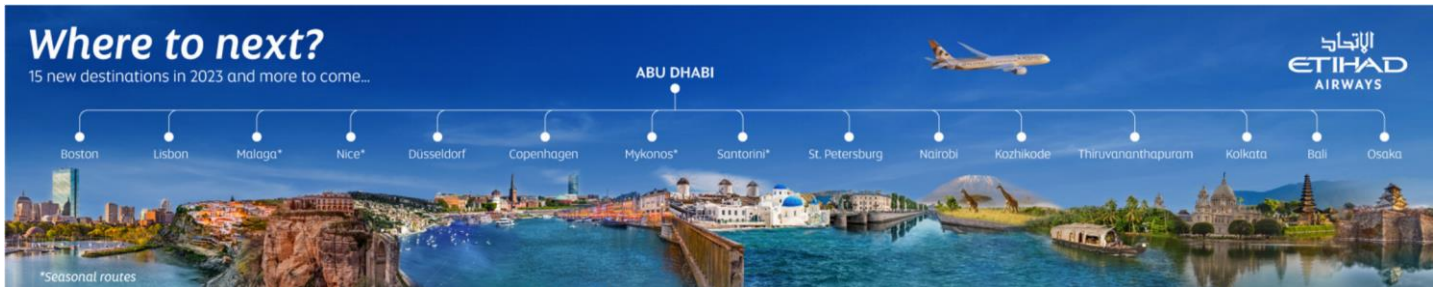 Where to next?
15 new destinations in 2023 and more to come...
ABU DHABI
الإتحاد
ETIHAD
AIRWAYS
Boston
Lisbon
Malaga*
Nice*
Düsseldorf
Copenhagen
Mykonos*
Santorini*
St. Petersburg
Nairobi
Kozhikode
Thiruvananthapuram
Kolkata
Bali
Osaka
*Seasonal routes